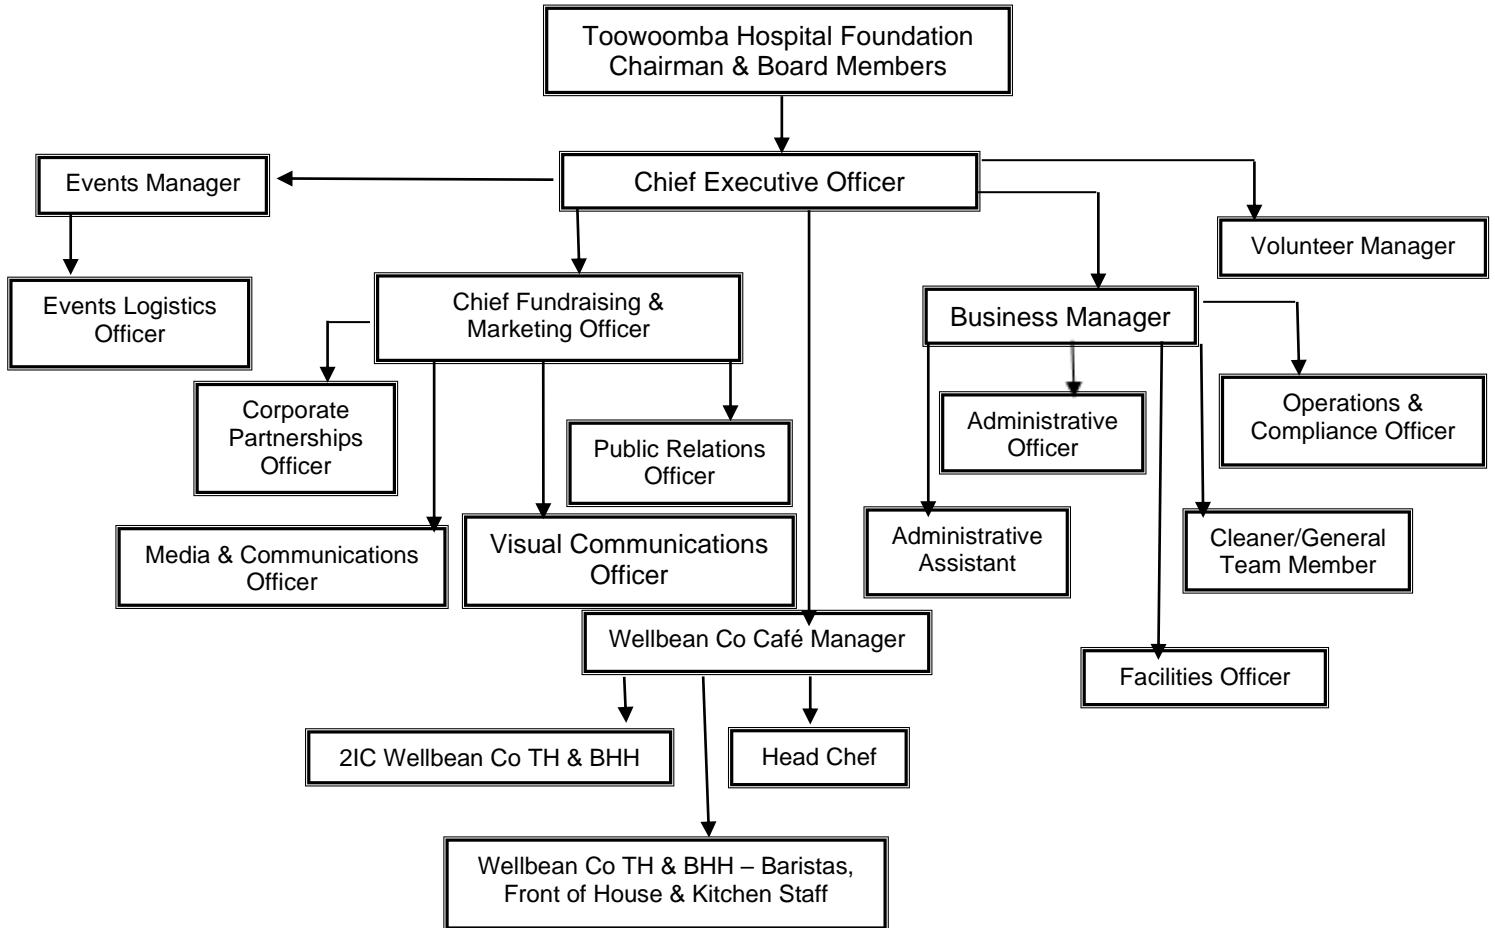 Toowoomba Hospital Foundation
Chairman & Board Members
Events Manager
Chief Executive Officer
Volunteer Manager
Events Logistics
Officer
Chief Fundraising &
Marketing Officer
Business Manager
Corporate
Partnerships
Officer
Public Relations
Officer
Administrative
Officer
Operations &
Compliance Officer
Media & Communications
Officer
Visual Communications
Officer
Administrative
Assistant
Cleaner/General
Team Member
Wellbean Co Café Manager
Facilities Officer
2IC Wellbean Co TH & BHH
Head Chef
Wellbean Co TH & BHH – Baristas,
Front of House & Kitchen Staff